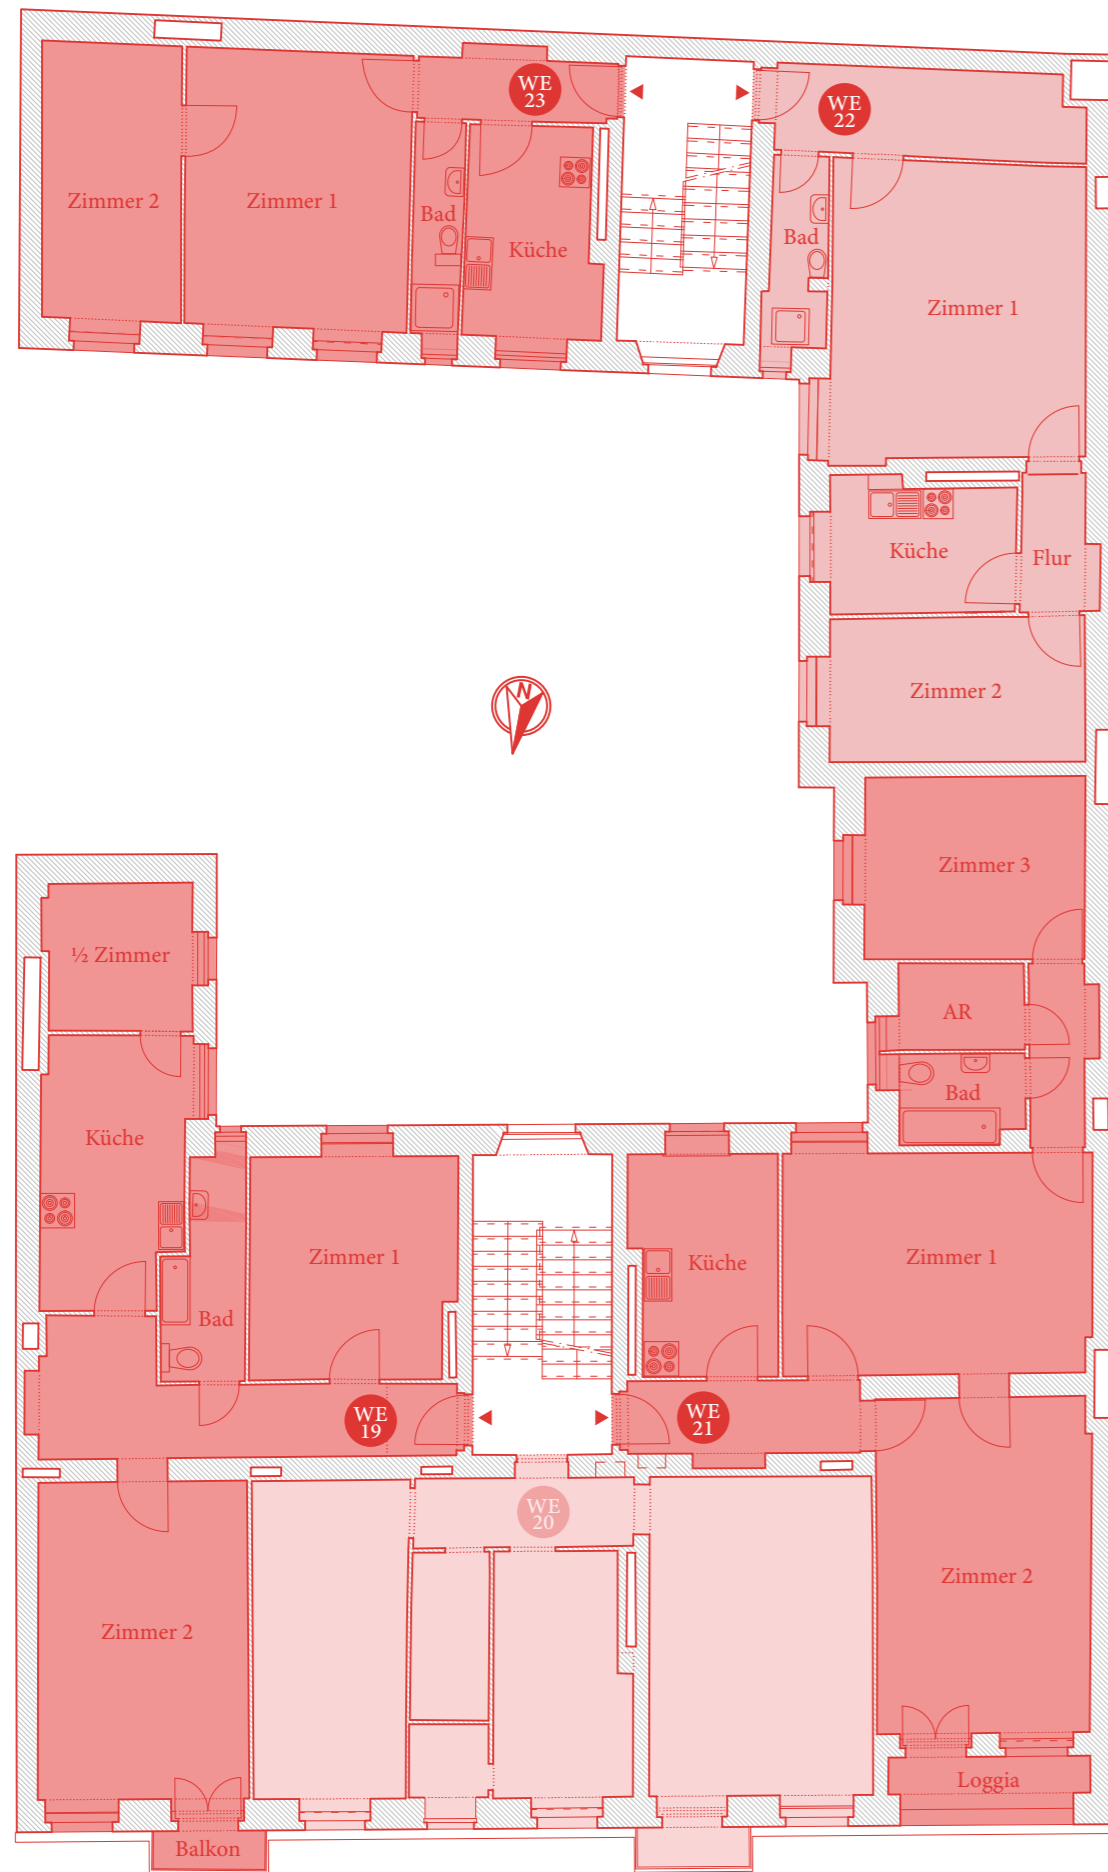 WE
23
WE
22
Zimmer 2
Zimmer 1
Bad
Küche
Bad
Zimmer 1
Küche
Flur
N
Zimmer 2
Zimmer 3
½ Zimmer
AR
Bad
Küche
Zimmer 1
Küche
Zimmer 1
Bad
WE
19
WE
21
WE
20
Zimmer 2
Zimmer 2
Loggia
Balkon